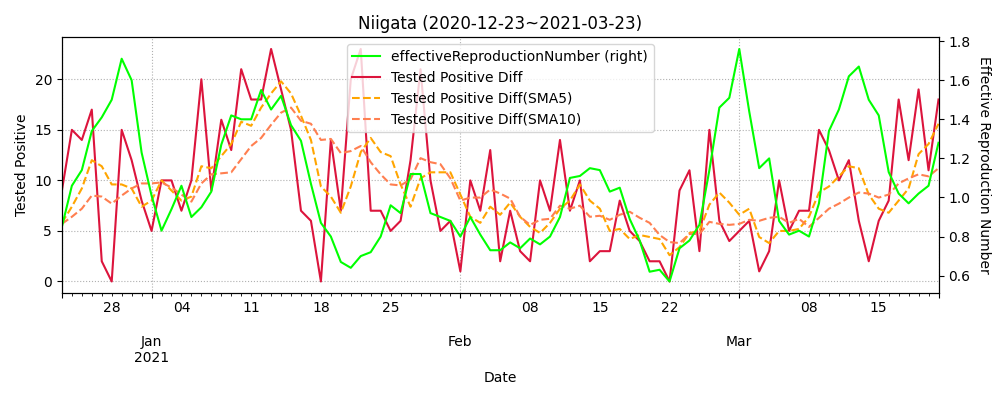 Niigata (2020-12-23~2021-03-23)
effectiveReproductionNumber (right)
Tested Positive Diff
Tested Positive Diff(SMA5)
Tested Positive Diff(SMA10)
Tested Positive
20
15
10
5
0
1.8
1.6
1.4
1.2
1.0
0.8
0.6
Effective Reproduction Number
28 04 11 18 25 08 15 22 08 15
Jan Feb Mar
2021
Date